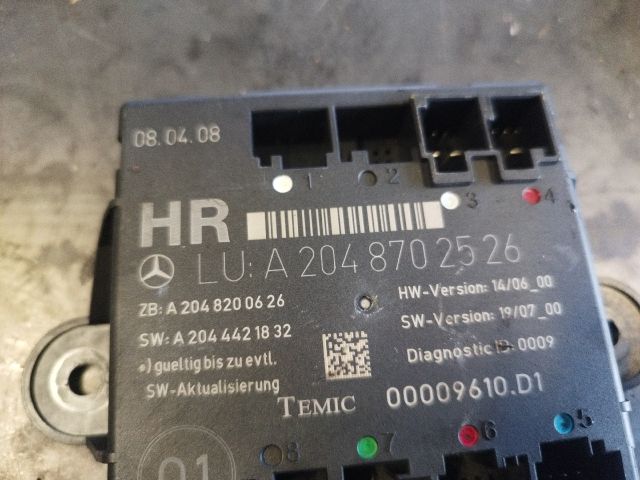 08.04.08
1 2 3 4
HR
LU: A 204 870 25 26
ZB: A 204 820 06 26
HW-Version: 14/06_00
SW: A 204 442 18 32
SW-Version: 19/07_00
*) gueltig bis zu evtl.
SW-Aktualisierung
Diagnostic ID: 0009
TEMIC 00009610.D1
8 7 6 5
01